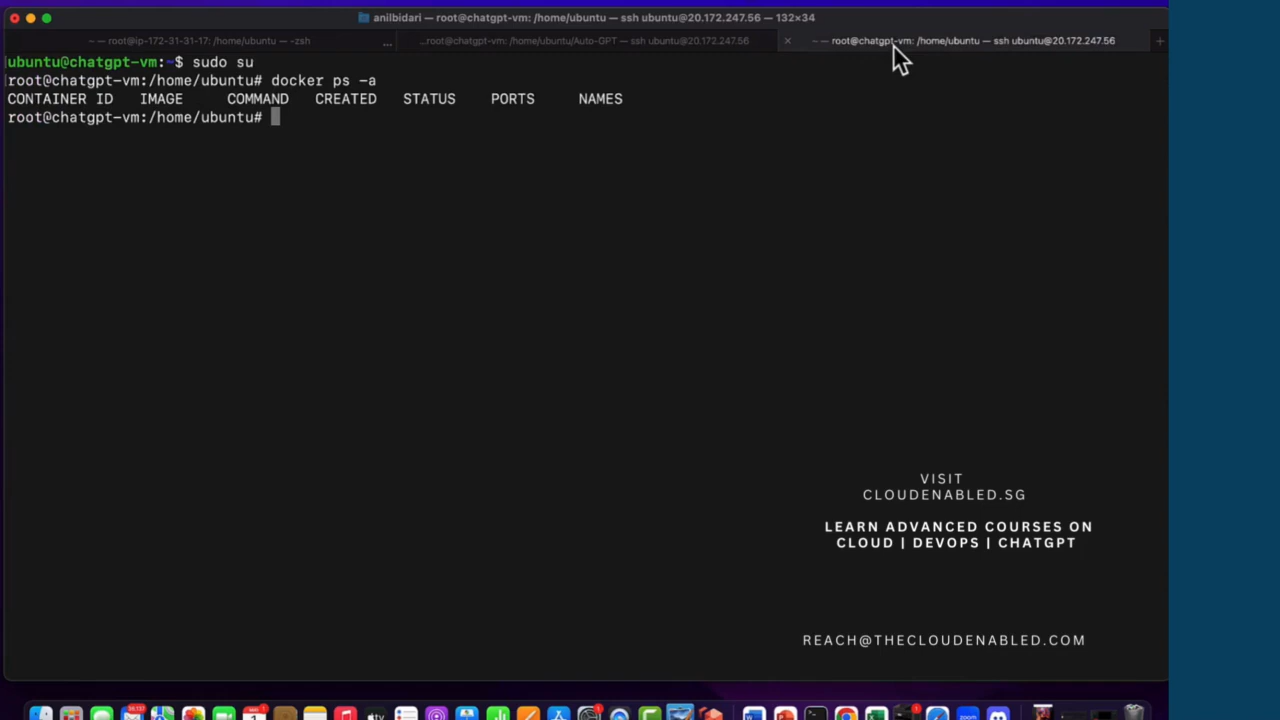 anilbidari — root@chatgpt-vm: /home/ubuntu — ssh ubuntu@20.172.247.56 — 132×34
~ — root@ip-172-31-31-17: /home/ubuntu — -zsh
...
...root@chatgpt-vm: /home/ubuntu/Auto-GPT — ssh ubuntu@20.172.247.56
~ — root@chatgpt-vm: /home/ubuntu — ssh ubuntu@20.172.247.56
ubuntu@chatgpt-vm:~$ sudo su
root@chatgpt-vm:/home/ubuntu# docker ps -a
CONTAINER ID IMAGE COMMAND CREATED STATUS PORTS NAMES
root@chatgpt-vm:/home/ubuntu#
VISIT
CLOUDENABLED.SG
LEARN ADVANCED COURSES ON
CLOUD | DEVOPS | CHATGPT
REACH@THECLOUDENABLED.COM
tv
zoom